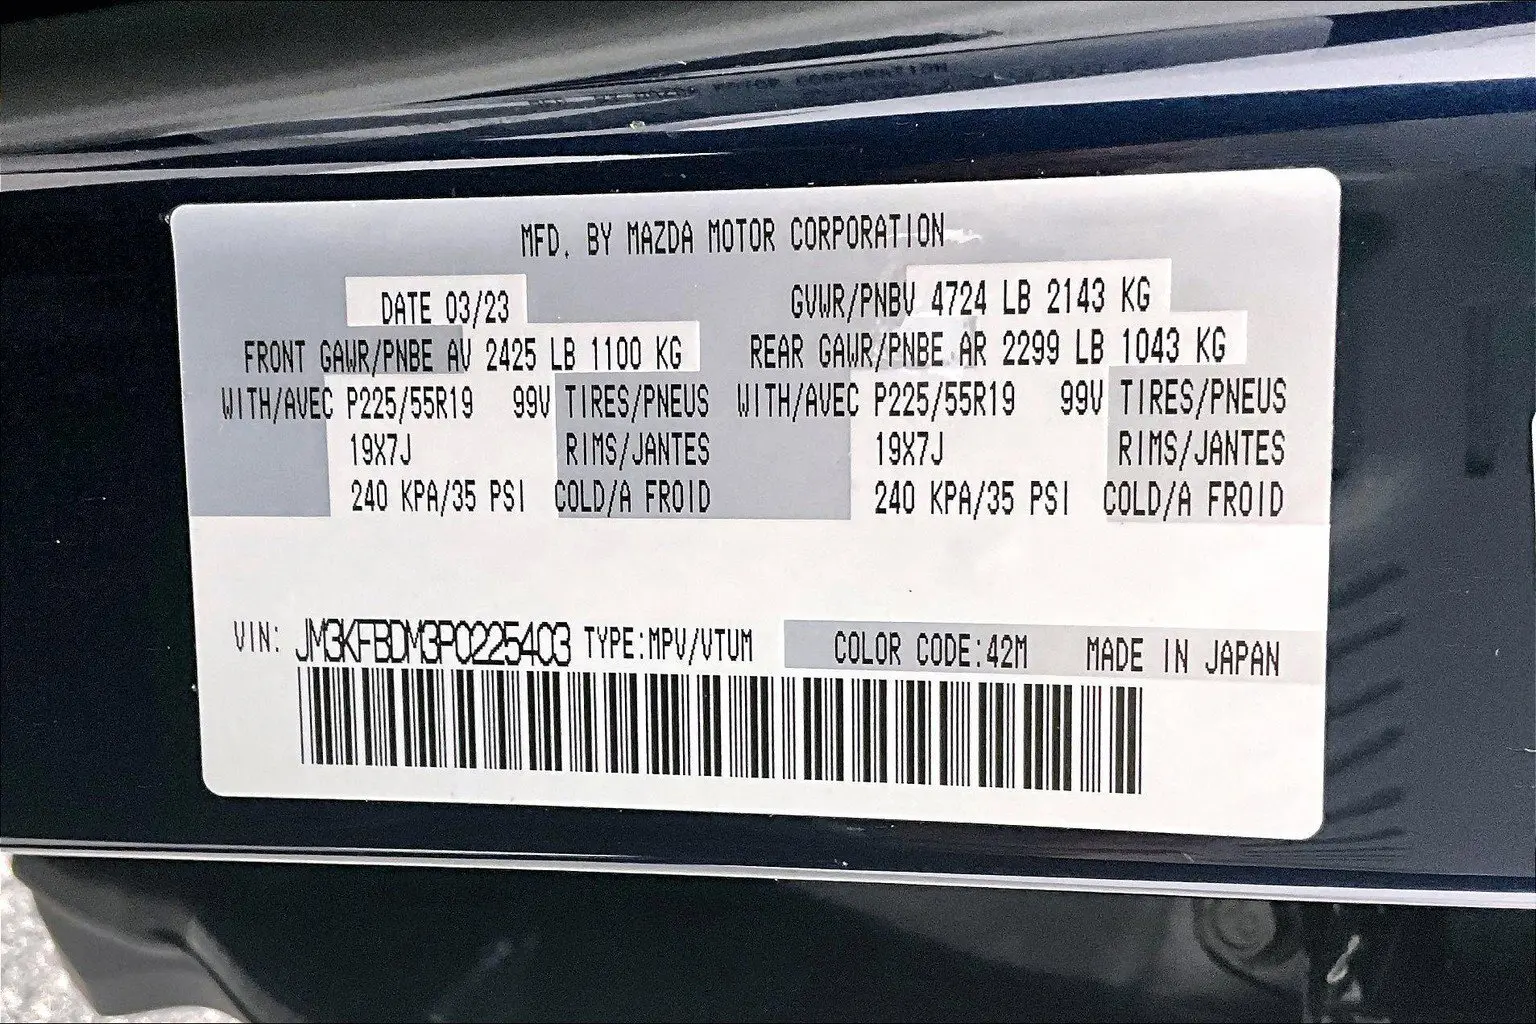 MFD. BY MAZDA MOTOR CORPORATION
DATE 03/23 GVWR/PNBV 4724 LB 2143 KG
FRONT GAWR/PNBE AV 2425 LB 1100 KG REAR GAWR/PNBE AR 2299 LB 1043 KG
WITH/AVEC P225/55R19 99V TIRES/PNEUS WITH/AVEC P225/55R19 99V TIRES/PNEUS
19X7J RIMS/JANTES 19X7J RIMS/JANTES
240 KPA/35 PSI COLD/A FROID 240 KPA/35 PSI COLD/A FROID
VIN: JM3KFBDM3P0225403 TYPE:MPV/VTUM COLOR CODE:42M MADE IN JAPAN